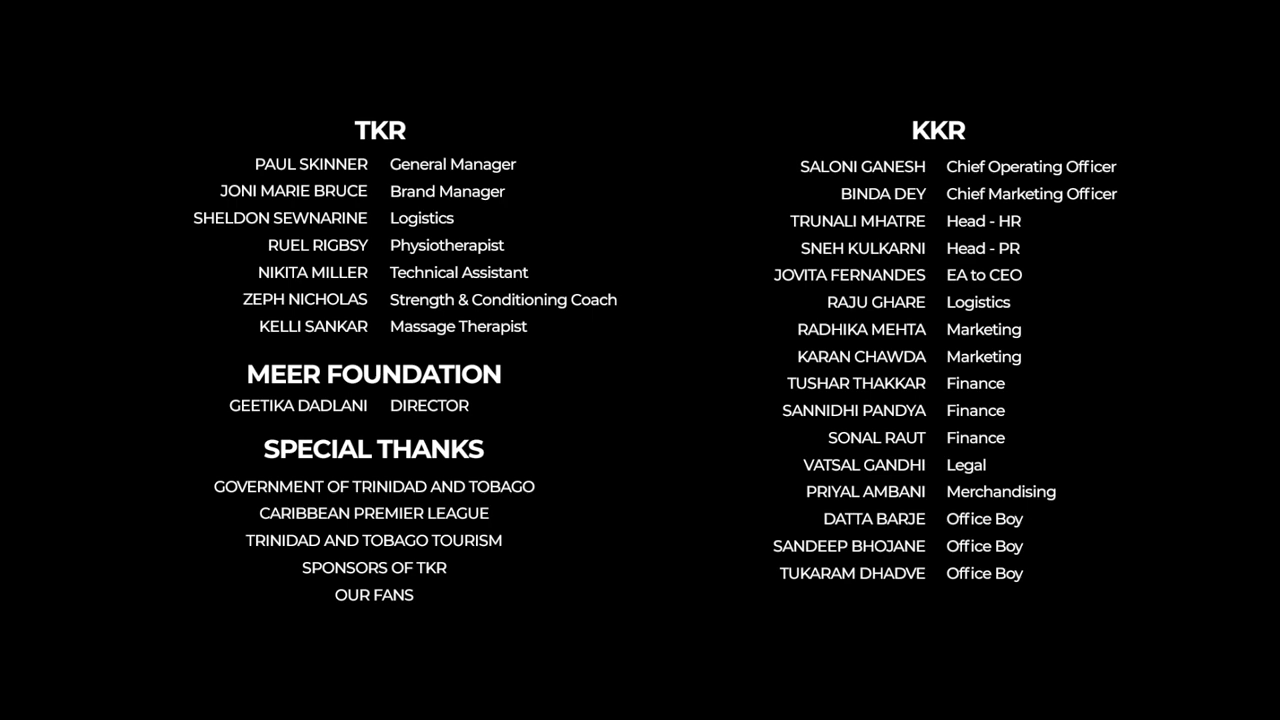 TKR
PAUL SKINNER General Manager
JONI MARIE BRUCE Brand Manager
SHELDON SEWNARINE Logistics
RUEL RIGBSY Physiotherapist
NIKITA MILLER Technical Assistant
ZEPH NICHOLAS Strength & Conditioning Coach
KELLI SANKAR Massage Therapist
MEER FOUNDATION
GEETIKA DADLANI DIRECTOR
SPECIAL THANKS
GOVERNMENT OF TRINIDAD AND TOBAGO
CARIBBEAN PREMIER LEAGUE
TRINIDAD AND TOBAGO TOURISM
SPONSORS OF TKR
OUR FANS
KKR
SALONI GANESH Chief Operating Officer
BINDA DEY Chief Marketing Officer
TRUNALI MHATRE Head - HR
SNEH KULKARNI Head - PR
JOVITA FERNANDES EA to CEO
RAJU GHARE Logistics
RADHIKA MEHTA Marketing
KARAN CHAWDA Marketing
TUSHAR THAKKAR Finance
SANNIDHI PANDYA Finance
SONAL RAUT Finance
VATSAL GANDHI Legal
PRIYAL AMBANI Merchandising
DATTA BARJE Office Boy
SANDEEP BHOJANE Office Boy
TUKARAM DHADVE Office Boy